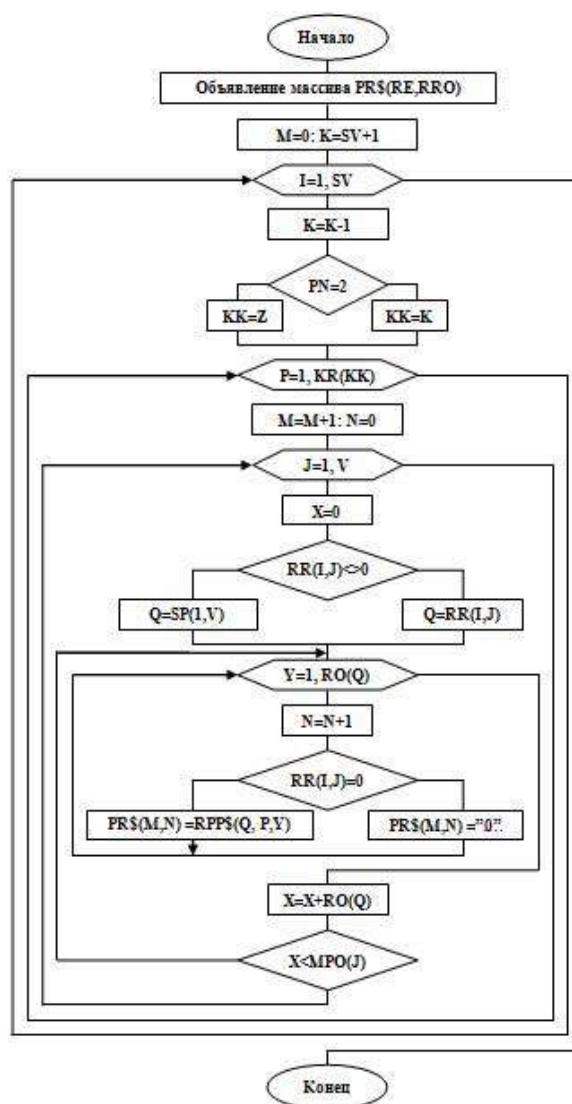 Начало
Объявление массива PR$(RE,RRO)
M=0: K=SV+1
I=1, SV
K=K-1
PN=2
KK=Z
KK=K
P=1, KR(KK)
M=M+1: N=0
J=1, V
X=0
RR(I,J)<>0
Q=SP(1,V)
Q=RR(I,J)
Y=1, RO(Q)
N=N+1
RR(I,J)=0
PR$(M,N) =RPP$(Q, P,Y)
PR$(M,N) =”0”.
X=X+RO(Q)
X<MPO(J)
Конец